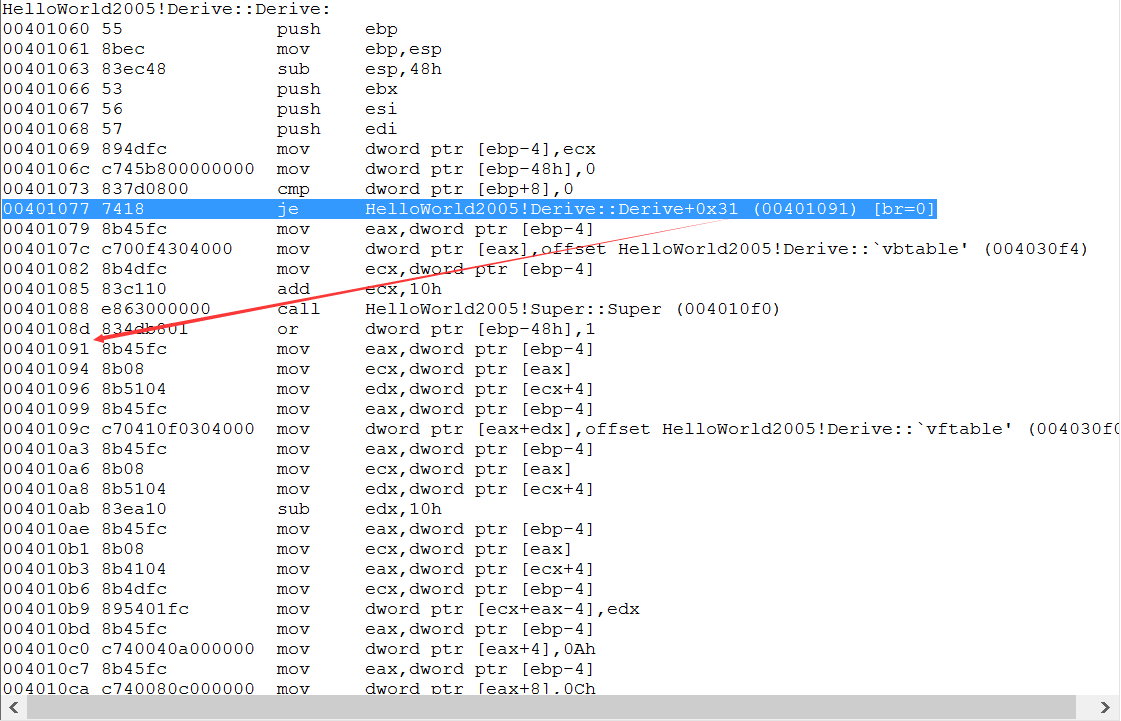 HelloWorld2005!Derive::Derive:
00401060 55 push ebp
00401061 8bec mov ebp,esp
00401063 83ec48 sub esp,48h
00401066 53 push ebx
00401067 56 push esi
00401068 57 push edi
00401069 894dfc mov dword ptr [ebp-4],ecx
0040106c c745b800000000 mov dword ptr [ebp-48h],0
00401073 837d0800 cmp dword ptr [ebp+8],0
00401077 7418 je HelloWorld2005!Derive::Derive+0x31 (00401091) [br=0]
00401079 8b45fc mov eax,dword ptr [ebp-4]
0040107c c700f4304000 mov dword ptr [eax],offset HelloWorld2005!Derive::`vbtable' (004030f4)
00401082 8b4dfc mov ecx,dword ptr [ebp-4]
00401085 83c110 add ecx,10h
00401088 e863000000 call HelloWorld2005!Super::Super (004010f0)
0040108d 834db801 or dword ptr [ebp-48h],1
00401091 8b45fc mov eax,dword ptr [ebp-4]
00401094 8b08 mov ecx,dword ptr [eax]
00401096 8b5104 mov edx,dword ptr [ecx+4]
00401099 8b45fc mov eax,dword ptr [ebp-4]
0040109c c70410f0304000 mov dword ptr [eax+edx],offset HelloWorld2005!Derive::`vftable' (004030f0
004010a3 8b45fc mov eax,dword ptr [ebp-4]
004010a6 8b08 mov ecx,dword ptr [eax]
004010a8 8b5104 mov edx,dword ptr [ecx+4]
004010ab 83ea10 sub edx,10h
004010ae 8b45fc mov eax,dword ptr [ebp-4]
004010b1 8b08 mov ecx,dword ptr [eax]
004010b3 8b4104 mov eax,dword ptr [ecx+4]
004010b6 8b4dfc mov ecx,dword ptr [ebp-4]
004010b9 895401fc mov dword ptr [ecx+eax-4],edx
004010bd 8b45fc mov eax,dword ptr [ebp-4]
004010c0 c740040a000000 mov dword ptr [eax+4],0Ah
004010c7 8b45fc mov eax,dword ptr [ebp-4]
004010ca c740080c000000 mov dword ptr [eax+8],0Ch